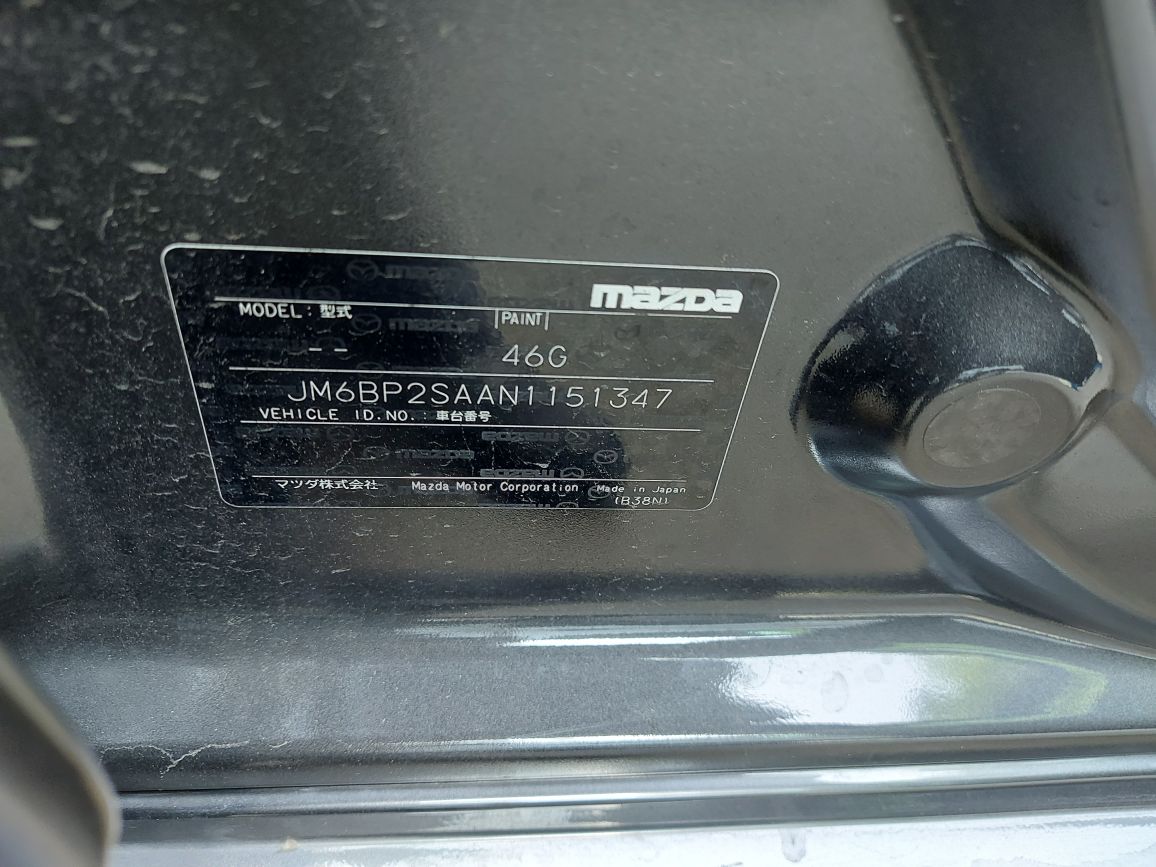 mazda
MODEL : 型式 PAINT
-- 46G
JM6BP2SAAN1151347
VEHICLE ID.NO. : 車台番号
マツダ株式会社 Mazda Motor Corporation Made in Japan
(B38N)